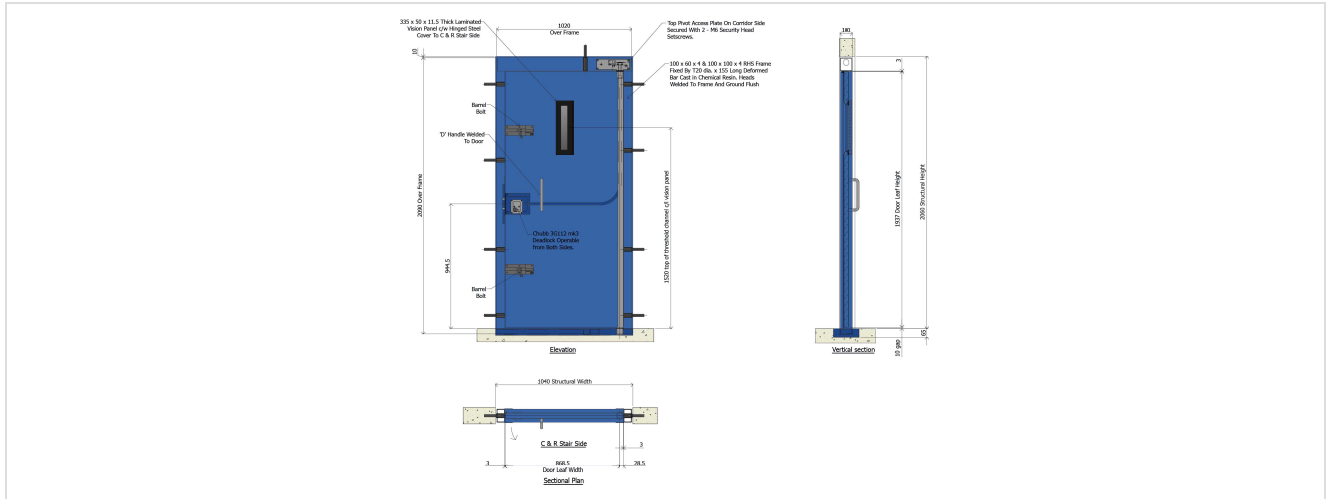 335 x 50 x 11.5 Thick Laminated
Vision Panel c/w Hinged Steel
Cover To C & R Stair Side
1020
Over Frame
Top Pivot Access Plate On Corridor Side
Secured With 2 - M6 Security Head
Setscrews.
10
100 x 60 x 4 & 100 x 100 x 4 RHS Frame
Fixed By T20 dia. x 155 Long Deformed
Bar Cast in Chemical Resin. Heads
Welded To Frame And Ground Flush
Barrel
Bolt
'D' Handle Welded
To Door
2090 Over Frame
944.5
1520 top of threshold channel c/l vision panel
Chubb 3G112 mk2
Deadlock Operable
from Both Sides.
Barrel
Bolt
Elevation
180
3
1937 Door Leaf Height
2060 Structural Height
10 gap
65
Vertical section
1040 Structural Width
C & R Stair Side
3
3
868.5
28.5
Door Leaf Width
Sectional Plan